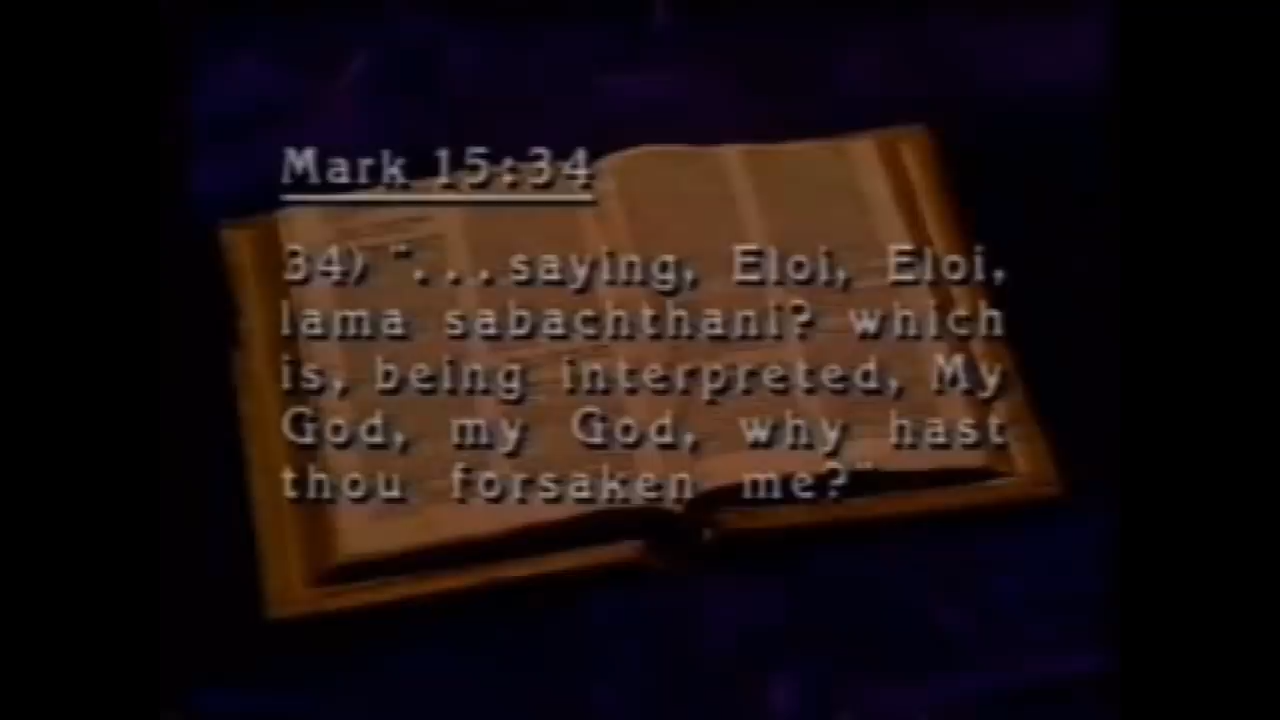 Mark 15:34
34) "...saying, Eloi, Eloi,
lama sabachthani? which
is, being interpreted, My
God, my God, why hast
thou forsaken me?"